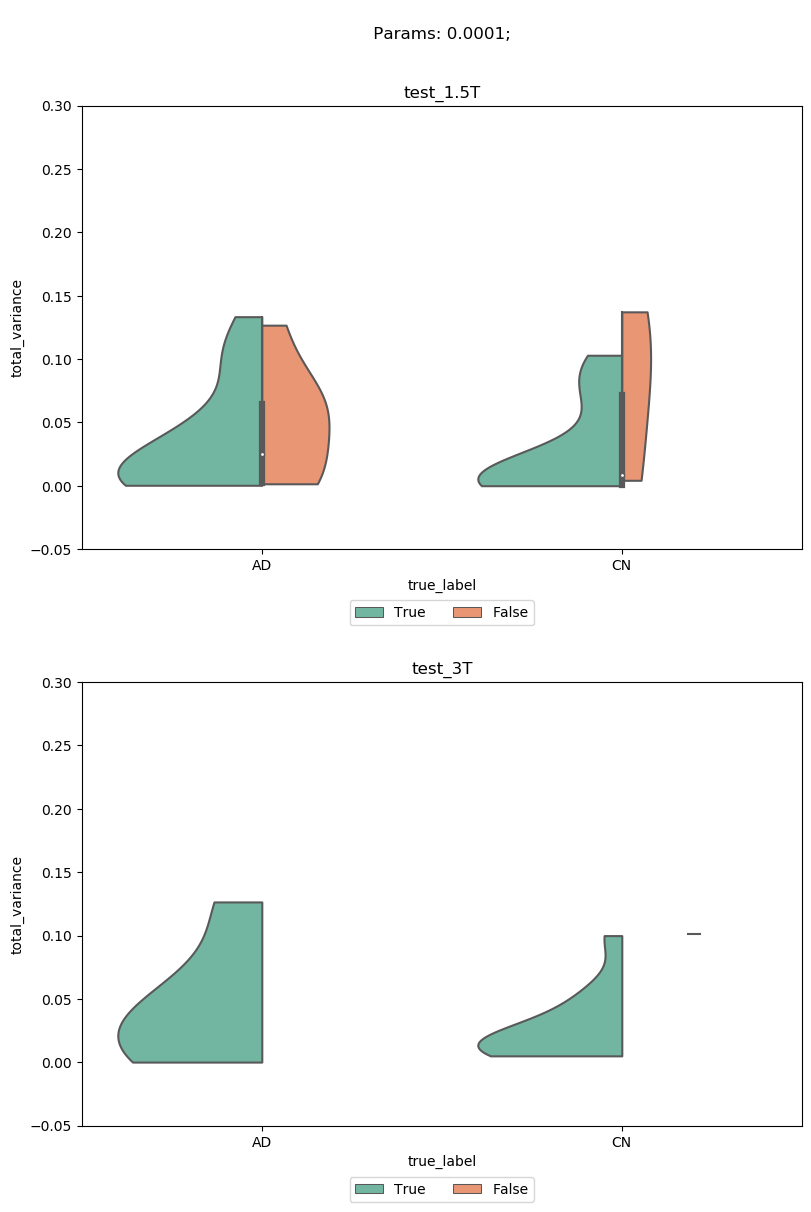 Params: 0.0001;
test_1.5T
0.30
0.25
0.20
0.15
0.10
0.05
0.00
−0.05
total_variance
AD CN
true_label
True False
test_3T
0.30
0.25
0.20
0.15
0.10
0.05
0.00
−0.05
total_variance
AD CN
true_label
True False